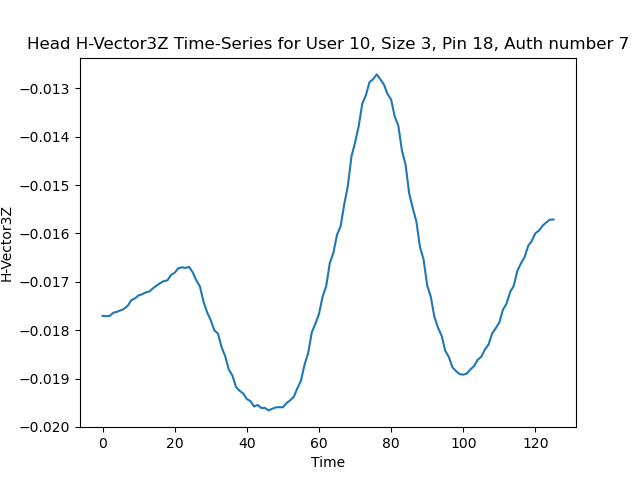 Head H-Vector3Z Time-Series for User 10, Size 3, Pin 18, Auth number 7
H-Vector3Z
−0.013
−0.014
−0.015
−0.016
−0.017
−0.018
−0.019
−0.020
0 20 40 60 80 100 120
Time